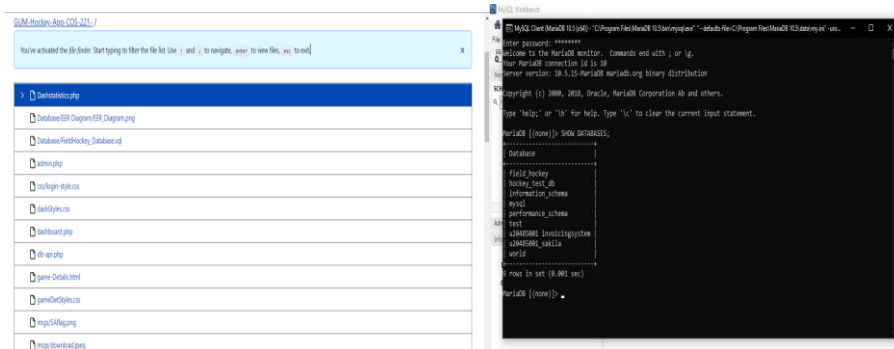 GUM-Hockey-App-COS-221- /
You've activated the file finder. Start typing to filter the file list. Use ↑ and ↓ to navigate, enter to view files, esc to exit.
x
> Dashstatistics.php
Database/EER Diagram/EER_Diagram.png
Database/FieldHockey_Database.sql
admin.php
css/login-style.css
dashStyles.css
dashboard.php
db-api.php
game-Details.html
gameDetStyles.css
imgs/SAflag.png
imgs/download.jpeg
MySQL Workbench
File
MySQL Client (MariaDB 10.5 (x64)) - "C:\Program Files\MariaDB 10.5\bin\mysql.exe" "--defaults-file=C:\Program Files\MariaDB 10.5\data\my.ini" -uro...
Enter password: ********
Welcome to the MariaDB monitor.  Commands end with ; or \g.
Your MariaDB connection id is 10
Server version: 10.5.15-MariaDB mariadb.org binary distribution
Copyright (c) 2000, 2018, Oracle, MariaDB Corporation Ab and others.
Type 'help;' or '\h' for help. Type '\c' to clear the current input statement.
MariaDB [(none)]> SHOW DATABASES;
+------------------------+
| Database |
+------------------------+
| field_hockey |
| hockey_test_db |
| information_schema |
| mysql |
| performance_schema |
| test |
| u20485001_invoicingsystem |
| u20485001_sakila |
| world |
+------------------------+
9 rows in set (0.001 sec)
MariaDB [(none)]>